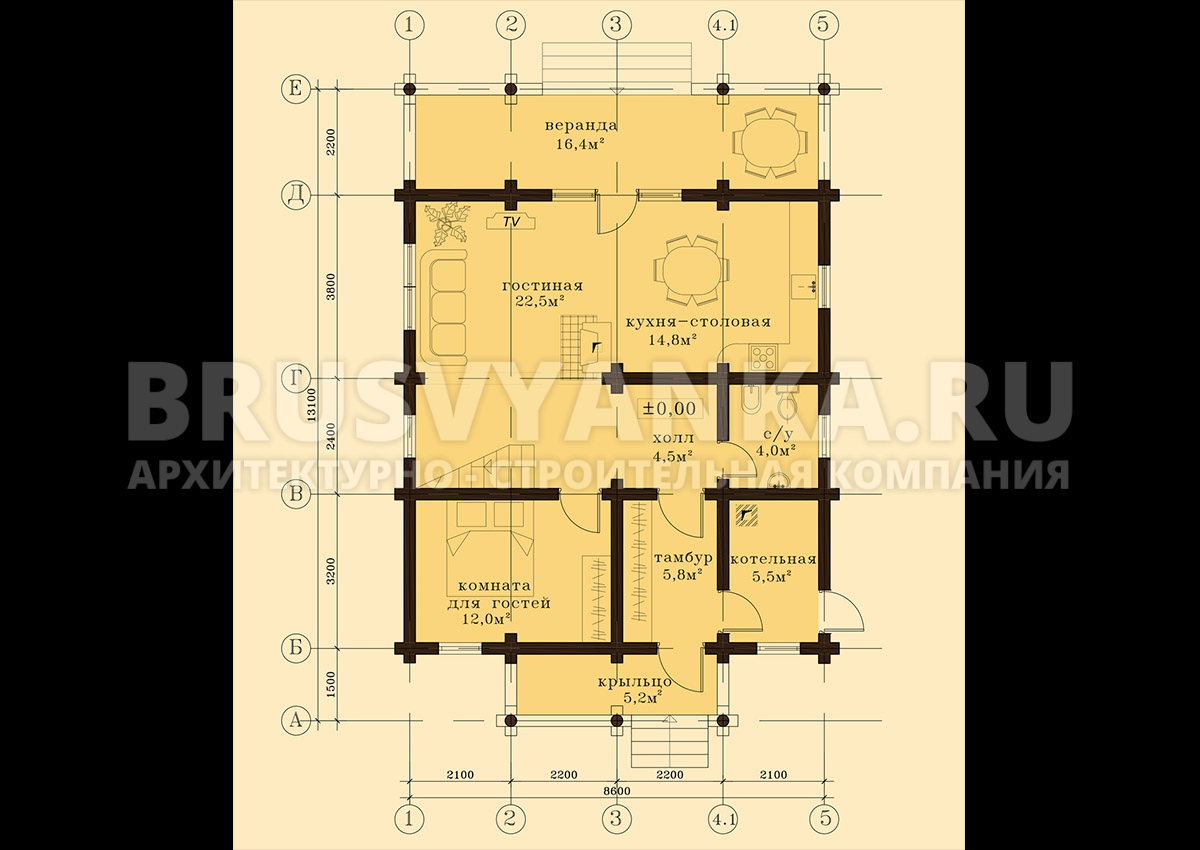 1 2 3 4.1 5
Е
2200
веранда
16,4м²
Д
TV
3800
гостиная
22,5м²
кухня-столовая
14,8м²
Г
BRUSVYANKA.RU
13100
±0,00
2400
холл
4,5м²
с/у
4,0м²
АРХИТЕКТУРНО-СТРОИТЕЛЬНАЯ КОМПАНИЯ
В
3200
тамбур
5,8м²
котельная
5,5м²
комната
для гостей
12,0м²
Б
1500
крыльцо
5,2м²
А
2100 2200 2200 2100
8600
1 2 3 4.1 5